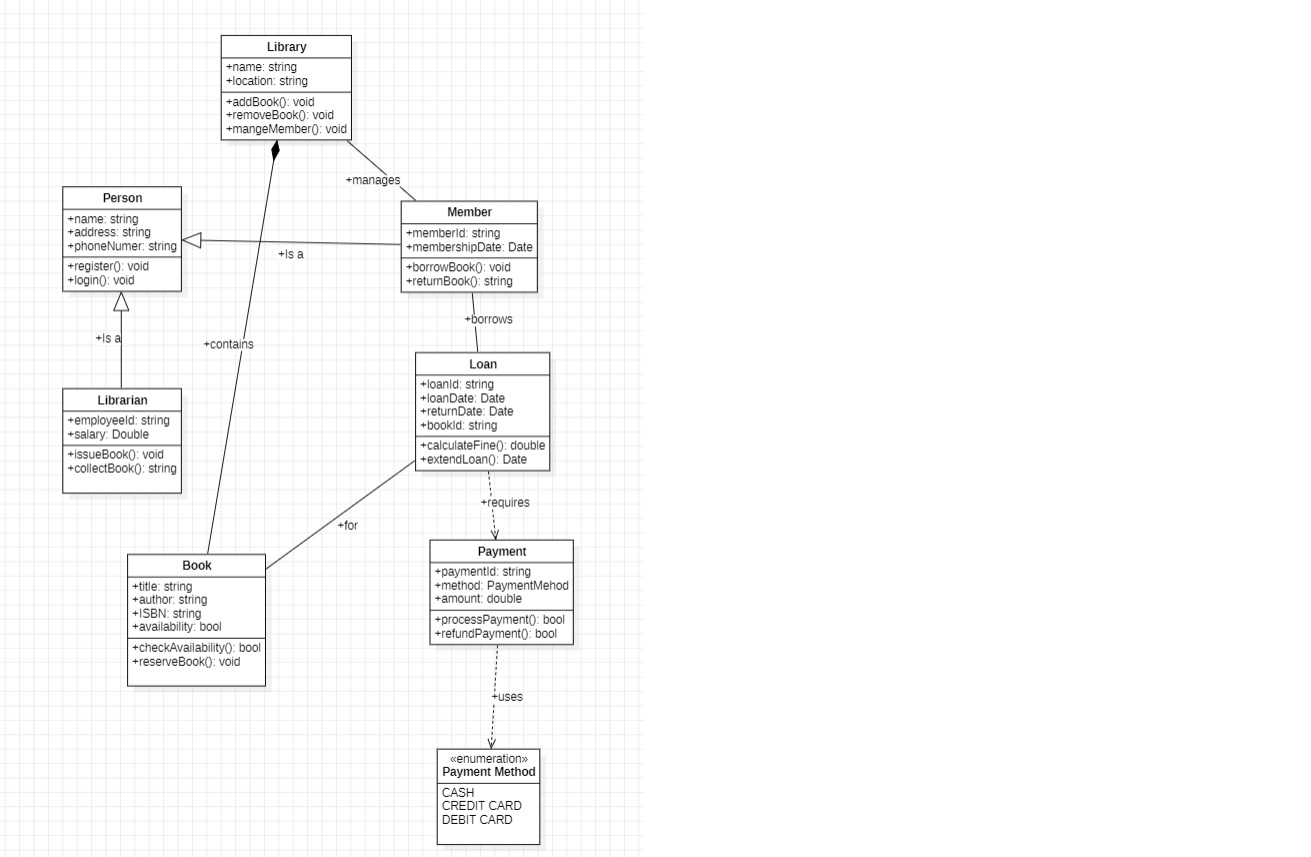 Library
+name: string
+location: string
+addBook(): void
+removeBook(): void
+mangeMember(): void
+manages
Person
+name: string
+address: string
+phoneNumer: string
+register(): void
+login(): void
Member
+memberId: string
+membershipDate: Date
+borrowBook(): void
+returnBook(): string
+Is a
+borrows
+Is a
+contains
Loan
+loanId: string
+loanDate: Date
+returnDate: Date
+bookId: string
+calculateFine(): double
+extendLoan(): Date
Librarian
+employeeId: string
+salary: Double
+issueBook(): void
+collectBook(): string
+requires
+for
Book
+title: string
+author: string
+ISBN: string
+availability: bool
+checkAvailability(): bool
+reserveBook(): void
Payment
+paymentId: string
+method: PaymentMehod
+amount: double
+processPayment(): bool
+refundPayment(): bool
+uses
«enumeration»
Payment Method
CASH
CREDIT CARD
DEBIT CARD